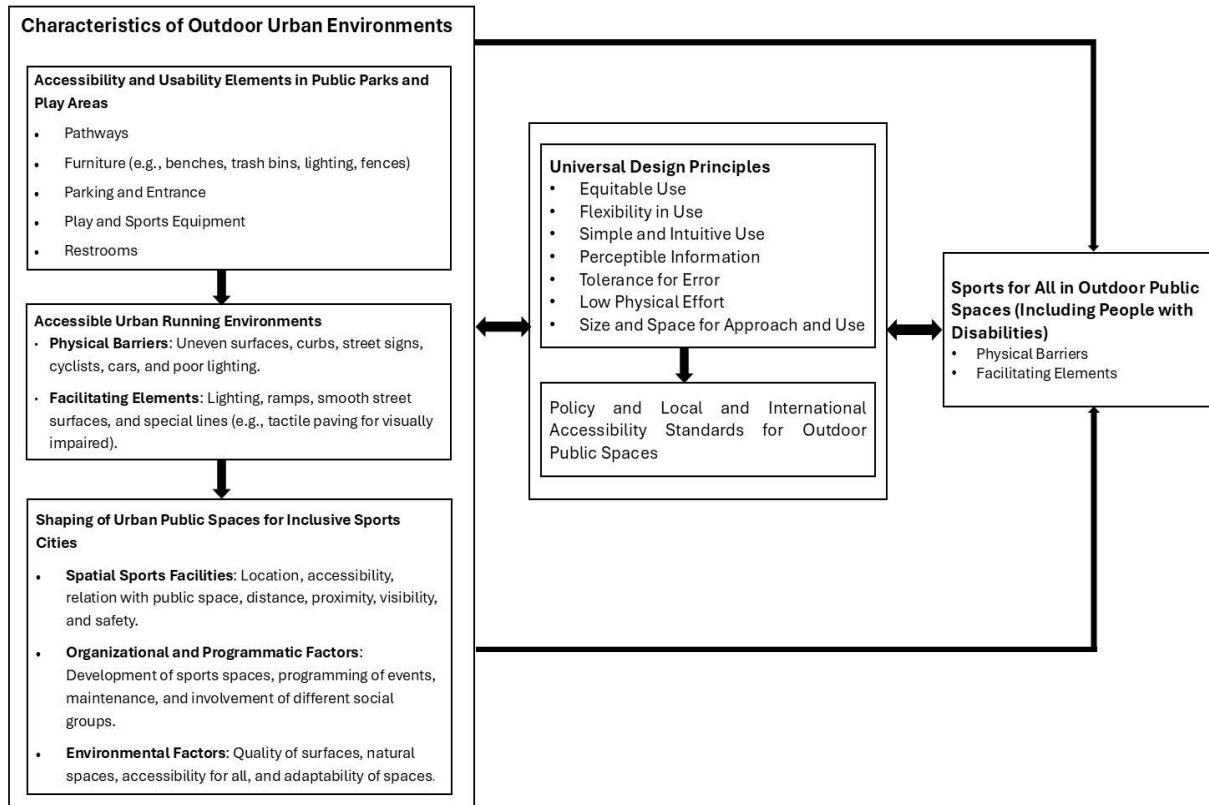 Characteristics of Outdoor Urban Environments
Accessibility and Usability Elements in Public Parks and
Play Areas
• Pathways
• Furniture (e.g., benches, trash bins, lighting, fences)
• Parking and Entrance
• Play and Sports Equipment
• Restrooms
Accessible Urban Running Environments
• Physical Barriers: Uneven surfaces, curbs, street signs,
cyclists, cars, and poor lighting.
• Facilitating Elements: Lighting, ramps, smooth street
surfaces, and special lines (e.g., tactile paving for visually
impaired).
Shaping of Urban Public Spaces for Inclusive Sports
Cities
• Spatial Sports Facilities: Location, accessibility,
relation with public space, distance, proximity, visibility,
and safety.
• Organizational and Programmatic Factors:
Development of sports spaces, programming of events,
maintenance, and involvement of different social
groups.
• Environmental Factors: Quality of surfaces, natural
spaces, accessibility for all, and adaptability of spaces.
Universal Design Principles
• Equitable Use
• Flexibility in Use
• Simple and Intuitive Use
• Perceptible Information
• Tolerance for Error
• Low Physical Effort
• Size and Space for Approach and Use
Policy and Local and International
Accessibility Standards for Outdoor
Public Spaces
Sports for All in Outdoor Public
Spaces (Including People with
Disabilities)
• Physical Barriers
• Facilitating Elements